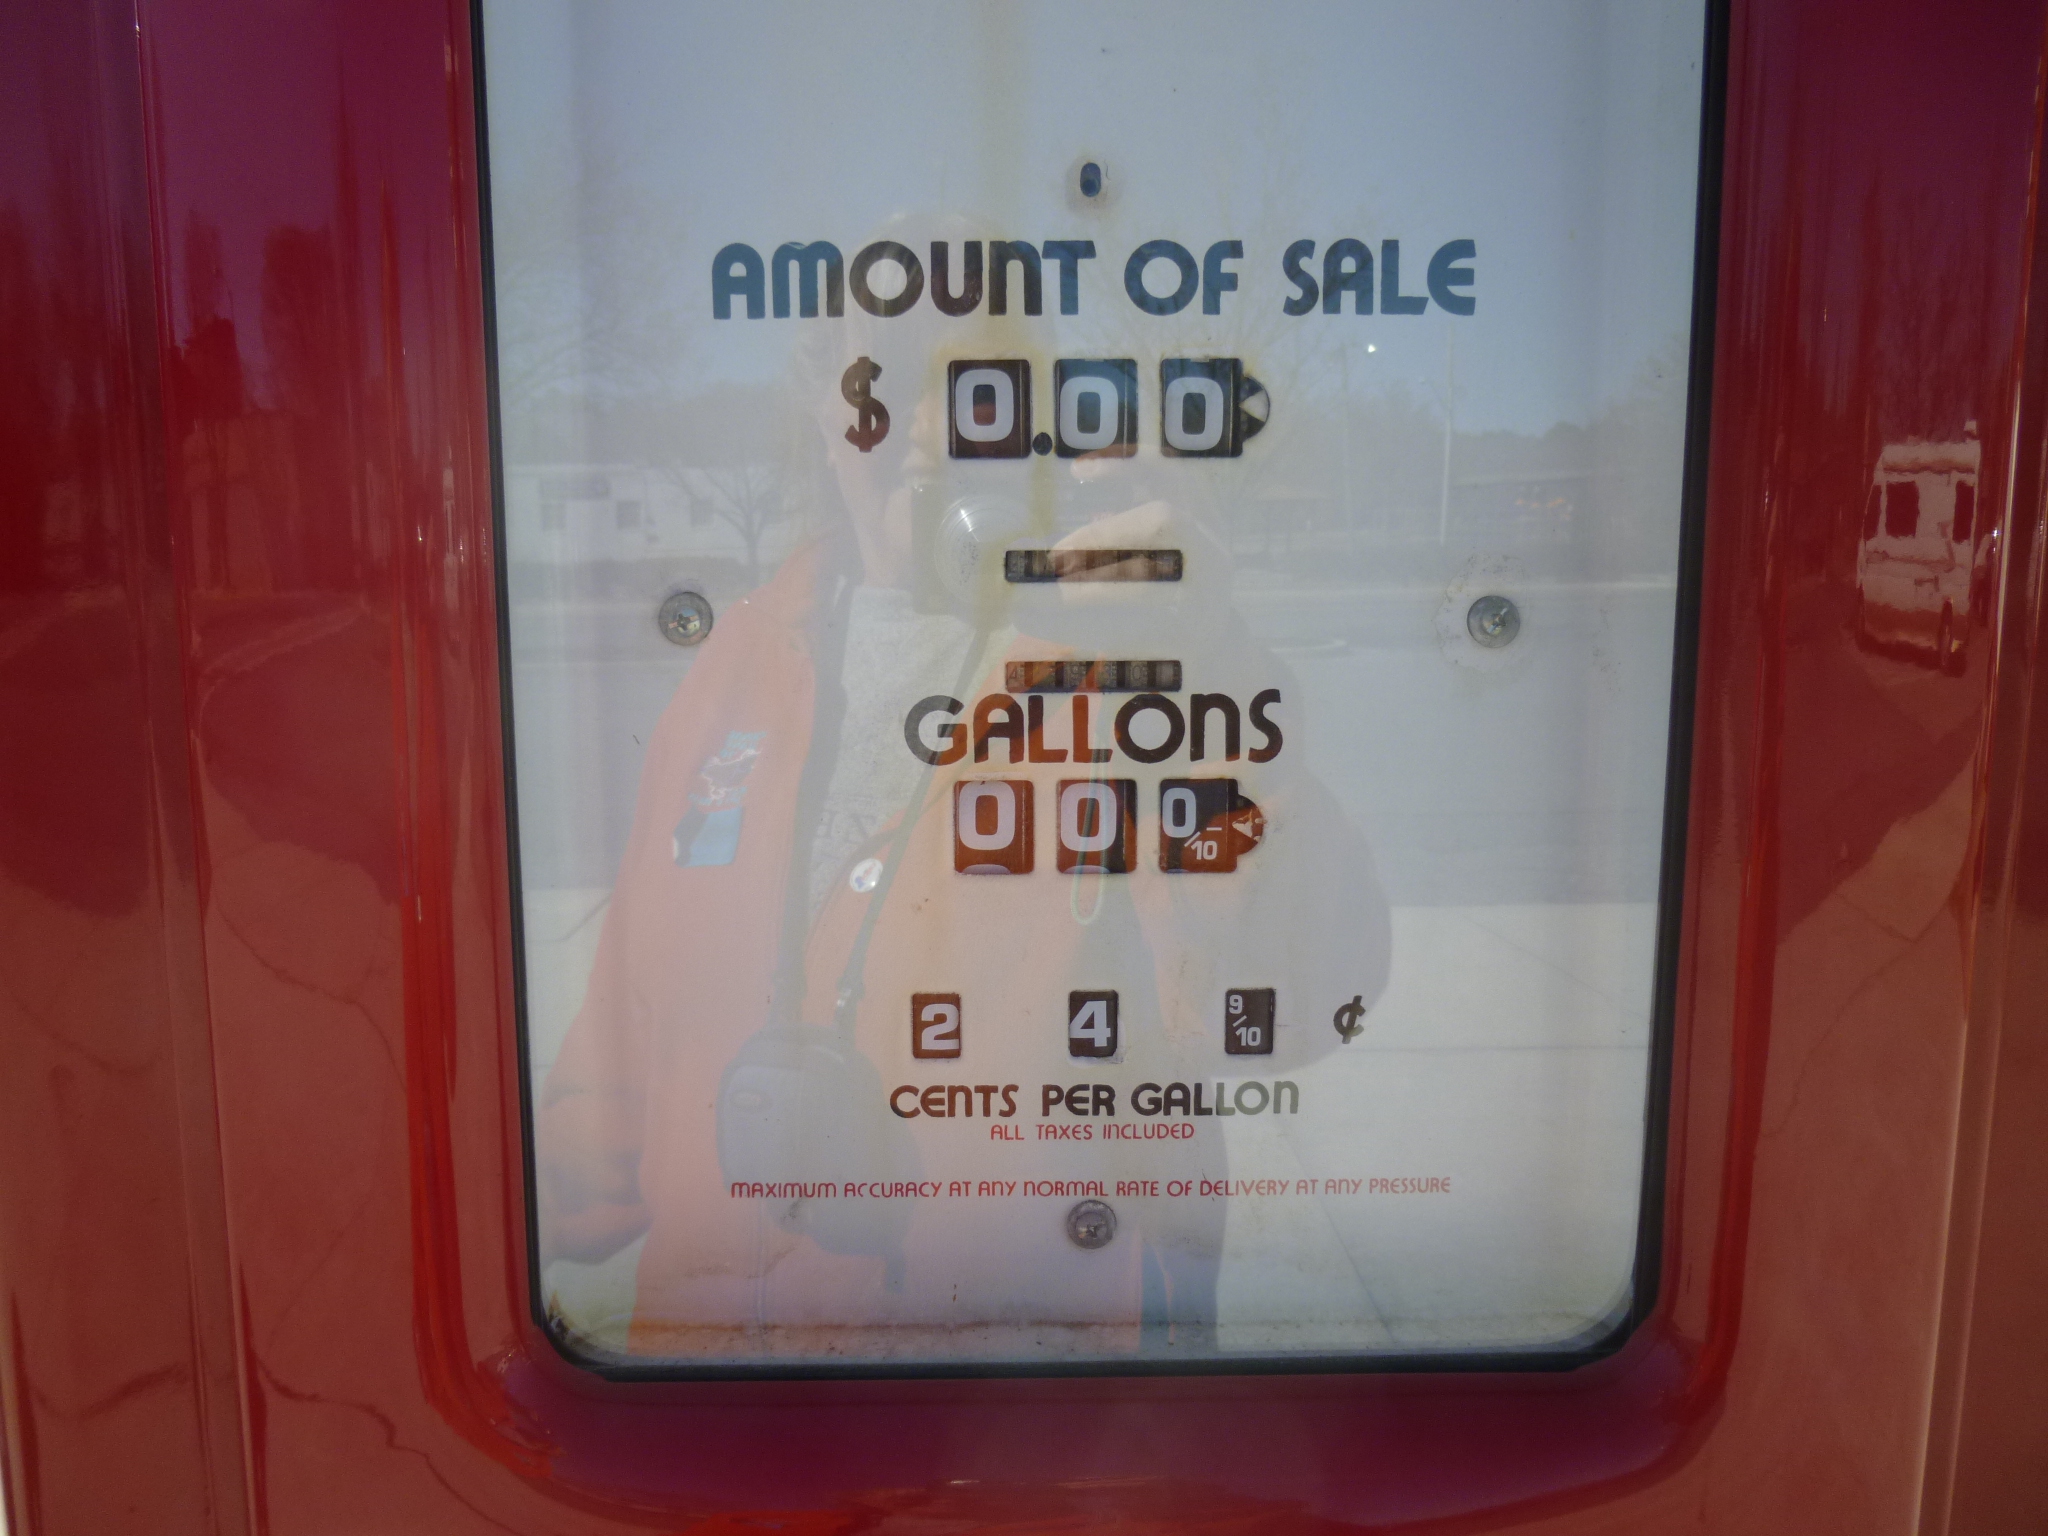 AMOUNT OF SALE
$ 0.00
GALLONS
0 0 0/10
2 4 9/10 ¢
CENTS PER GALLON
ALL TAXES INCLUDED
MAXIMUM ACCURACY AT ANY NORMAL RATE OF DELIVERY AT ANY PRESSURE